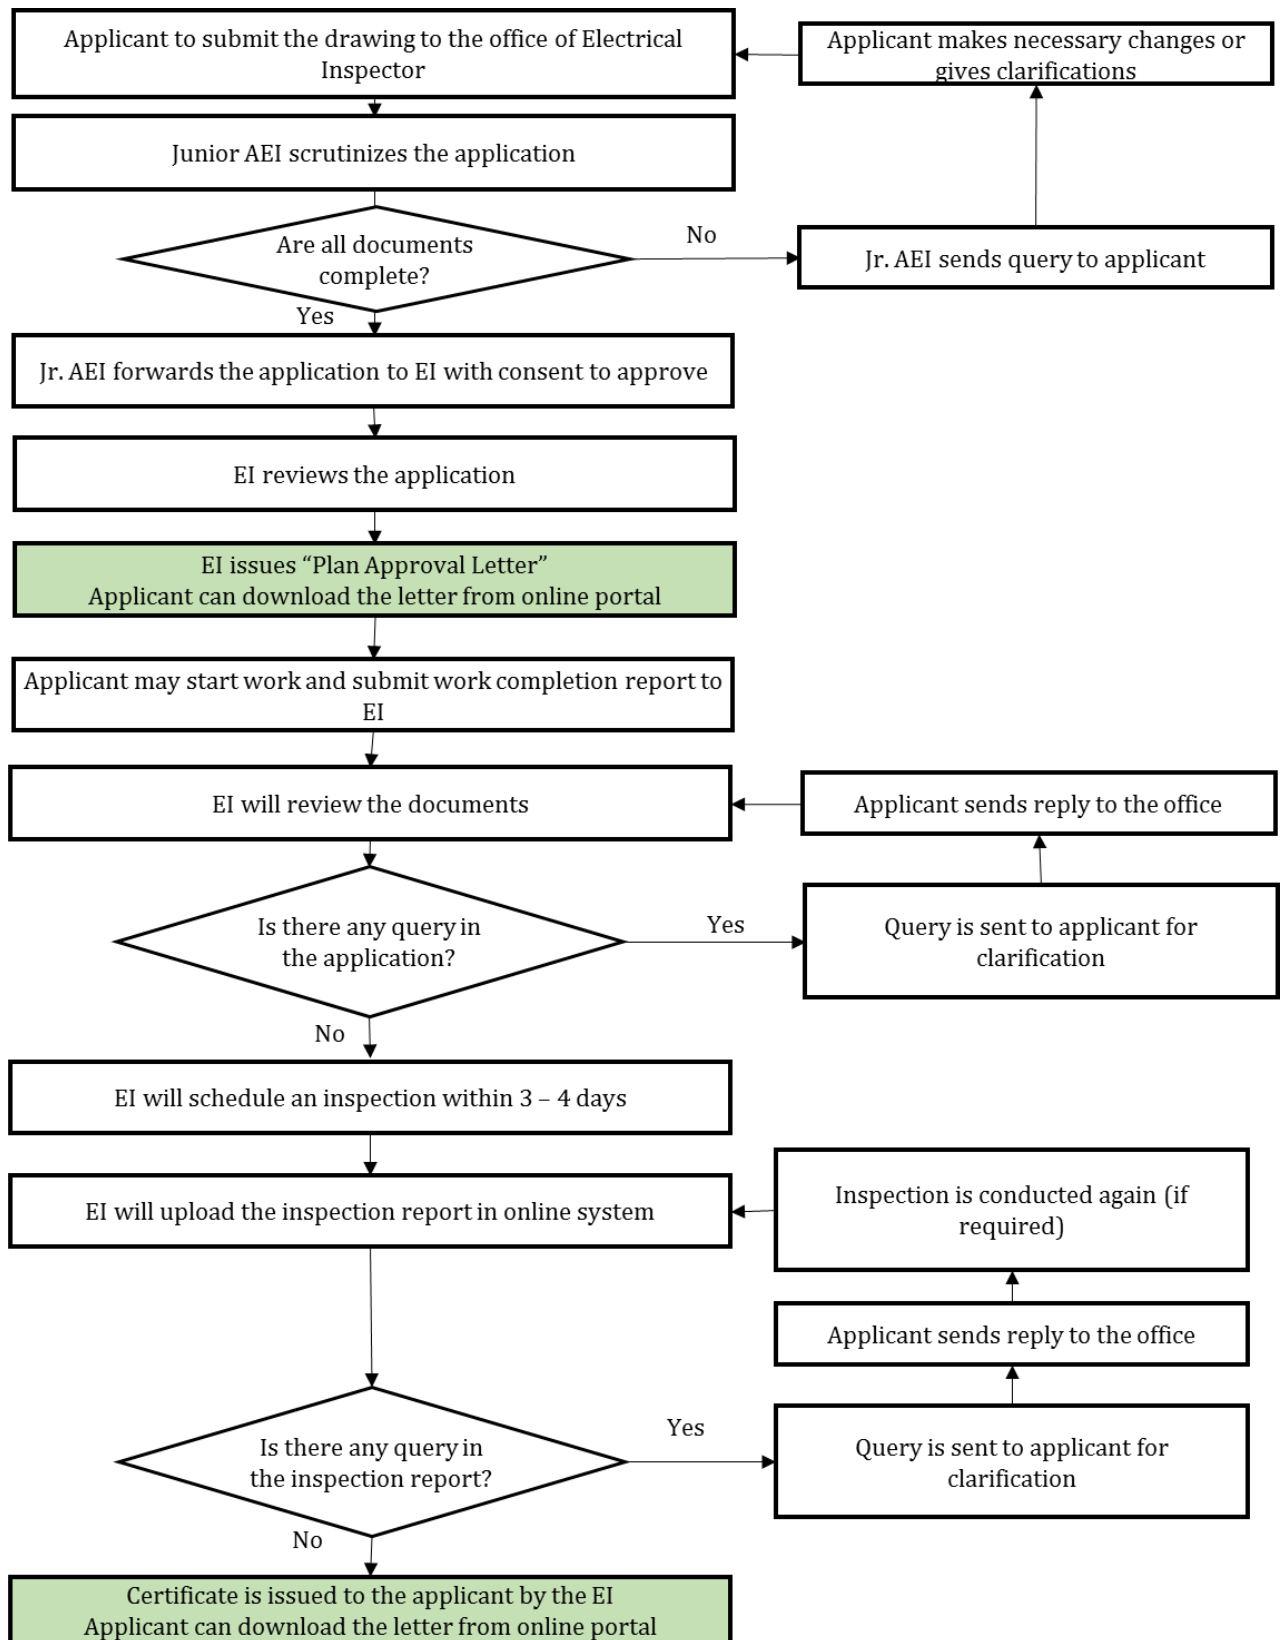 Applicant to submit the drawing to the office of Electrical
Inspector
Applicant makes necessary changes or
gives clarifications
Junior AEI scrutinizes the application
Are all documents
complete?
No
Jr. AEI sends query to applicant
Yes
Jr. AEI forwards the application to EI with consent to approve
EI reviews the application
EI issues “Plan Approval Letter”
Applicant can download the letter from online portal
Applicant may start work and submit work completion report to
EI
EI will review the documents
Applicant sends reply to the office
Is there any query in
the application?
Yes
Query is sent to applicant for
clarification
No
EI will schedule an inspection within 3 – 4 days
EI will upload the inspection report in online system
Inspection is conducted again (if
required)
Applicant sends reply to the office
Is there any query in
the inspection report?
Yes
Query is sent to applicant for
clarification
No
Certificate is issued to the applicant by the EI
Applicant can download the letter from online portal